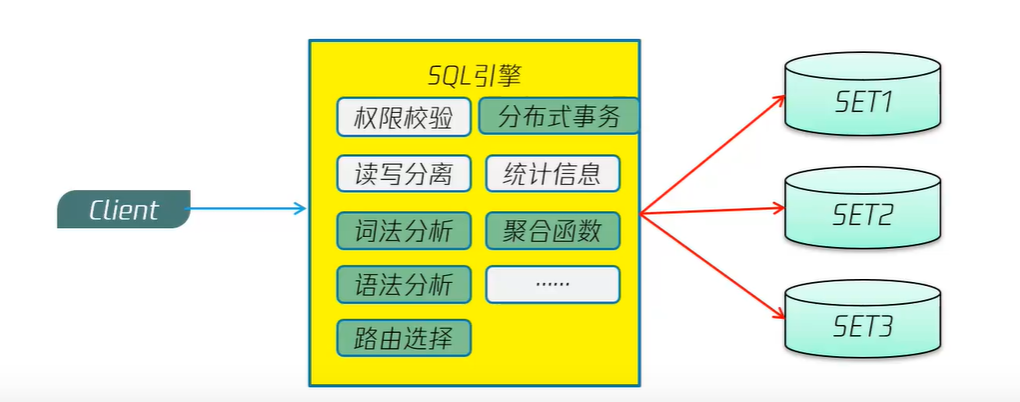 SQL引擎
权限校验
分布式事务
读写分离
统计信息
Client
词法分析
聚合函数
语法分析
……
路由选择
SET1
SET2
SET3